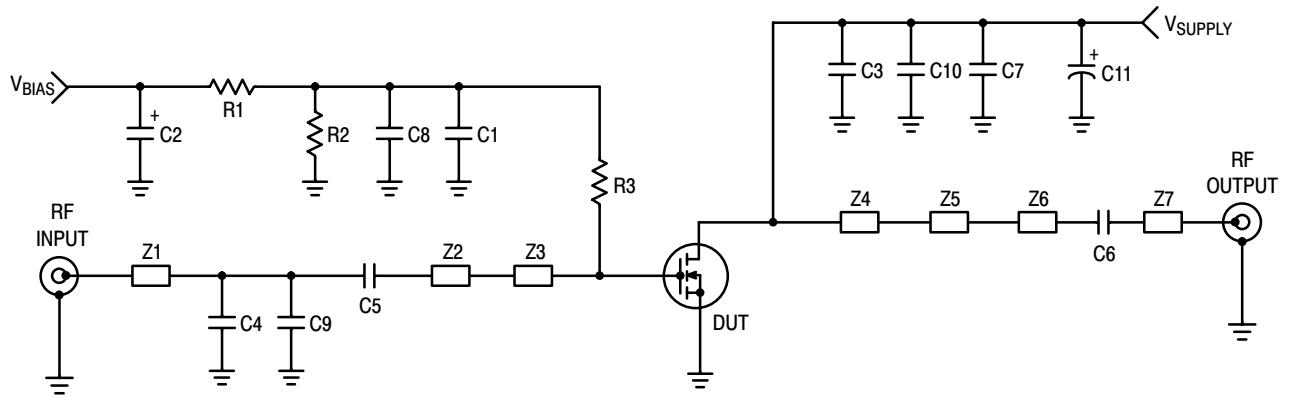 VSUPPLY
C3
C10
C7
+
C11
VBIAS
+
C2
R1
R2
C8
C1
R3
RF
INPUT
Z1
C4
C9
C5
Z2
Z3
DUT
Z4
Z5
Z6
C6
Z7
RF
OUTPUT